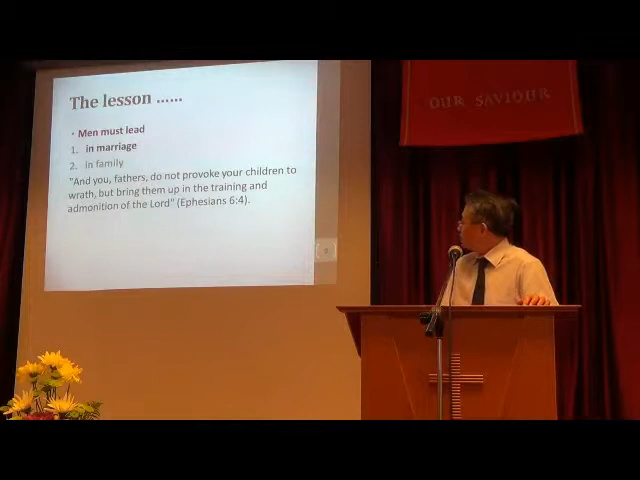 The lesson ......
• Men must lead
1. in marriage
2. in family
"And you, fathers, do not provoke your children to
wrath, but bring them up in the training and
admonition of the Lord" (Ephesians 6:4).
OUR SAVIOUR